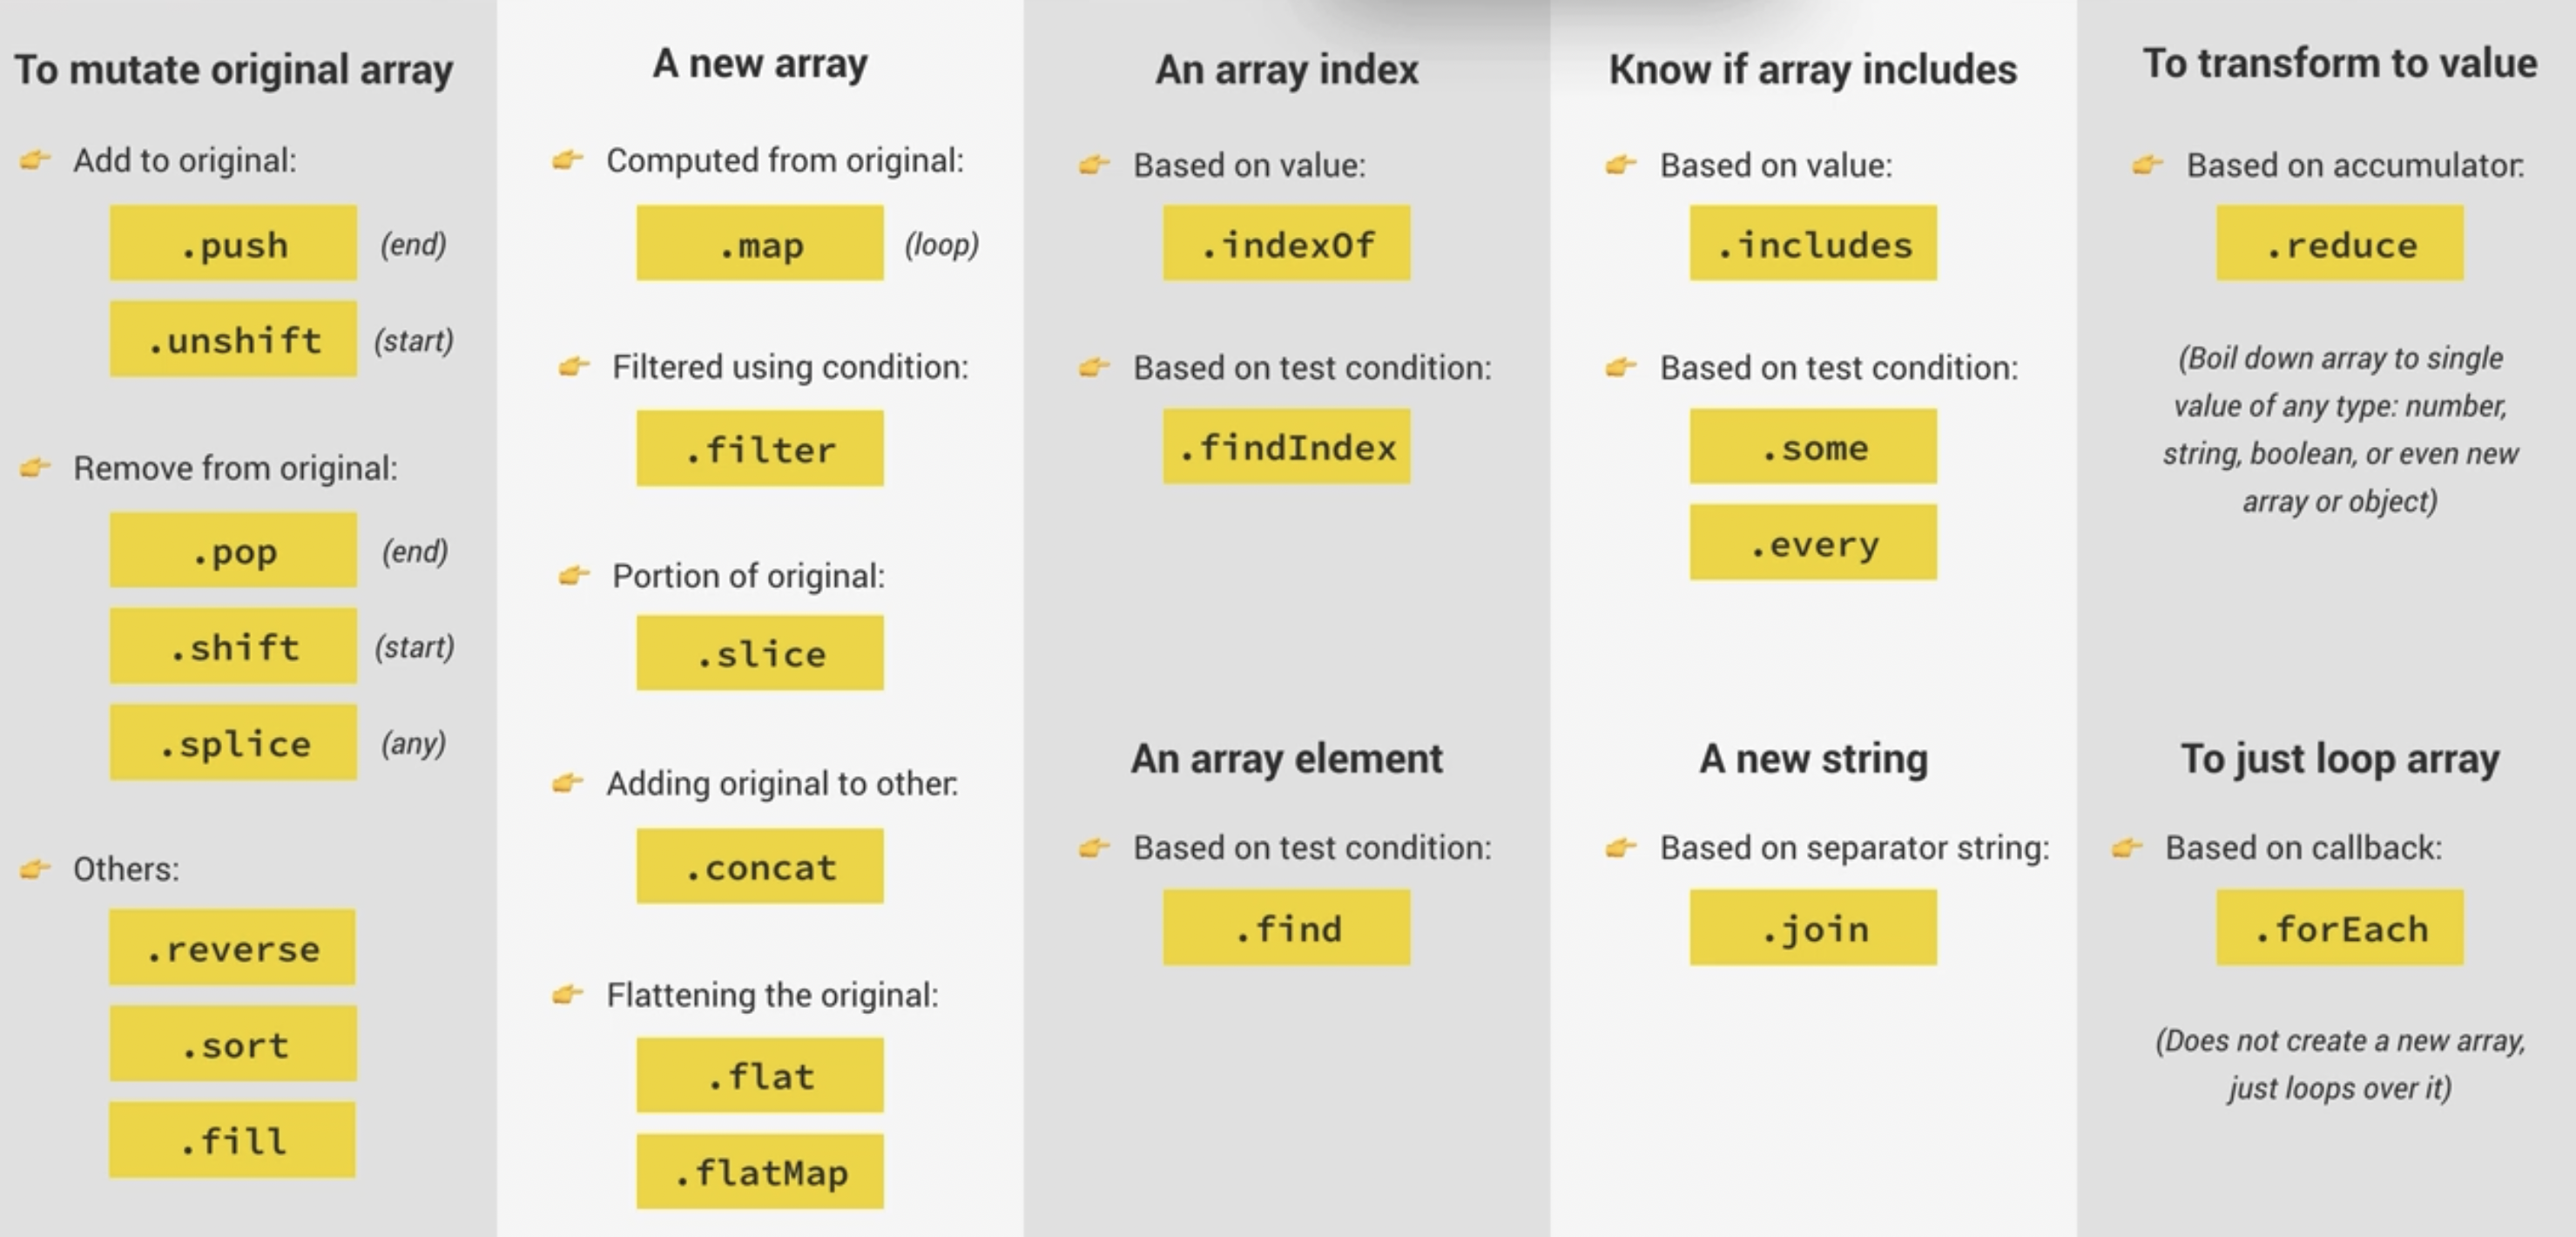 To mutate original array
Add to original:
.push (end)
.unshift (start)
Remove from original:
.pop (end)
.shift (start)
.splice (any)
Others:
.reverse
.sort
.fill
A new array
Computed from original:
.map (loop)
Filtered using condition:
.filter
Portion of original:
.slice
Adding original to other:
.concat
Flattening the original:
.flat
.flatMap
An array index
Based on value:
.indexOf
Based on test condition:
.findIndex
An array element
Based on test condition:
.find
Know if array includes
Based on value:
.includes
Based on test condition:
.some
.every
A new string
Based on separator string:
.join
To transform to value
Based on accumulator:
.reduce
(Boil down array to single
value of any type: number,
string, boolean, or even new
array or object)
To just loop array
Based on callback:
.forEach
(Does not create a new array,
just loops over it)